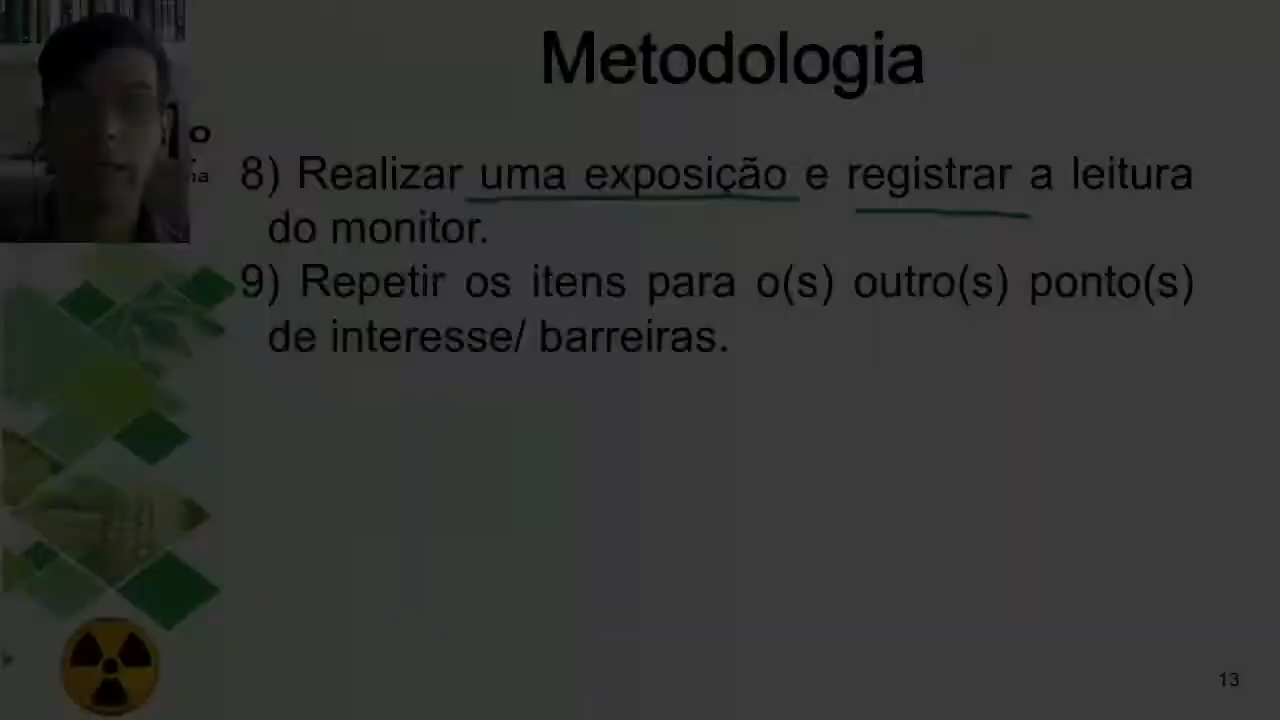 Metodologia
8) Realizar uma exposição e registrar a leitura
do monitor.
9) Repetir os itens para o(s) outro(s) ponto(s)
de interesse/ barreiras.
13